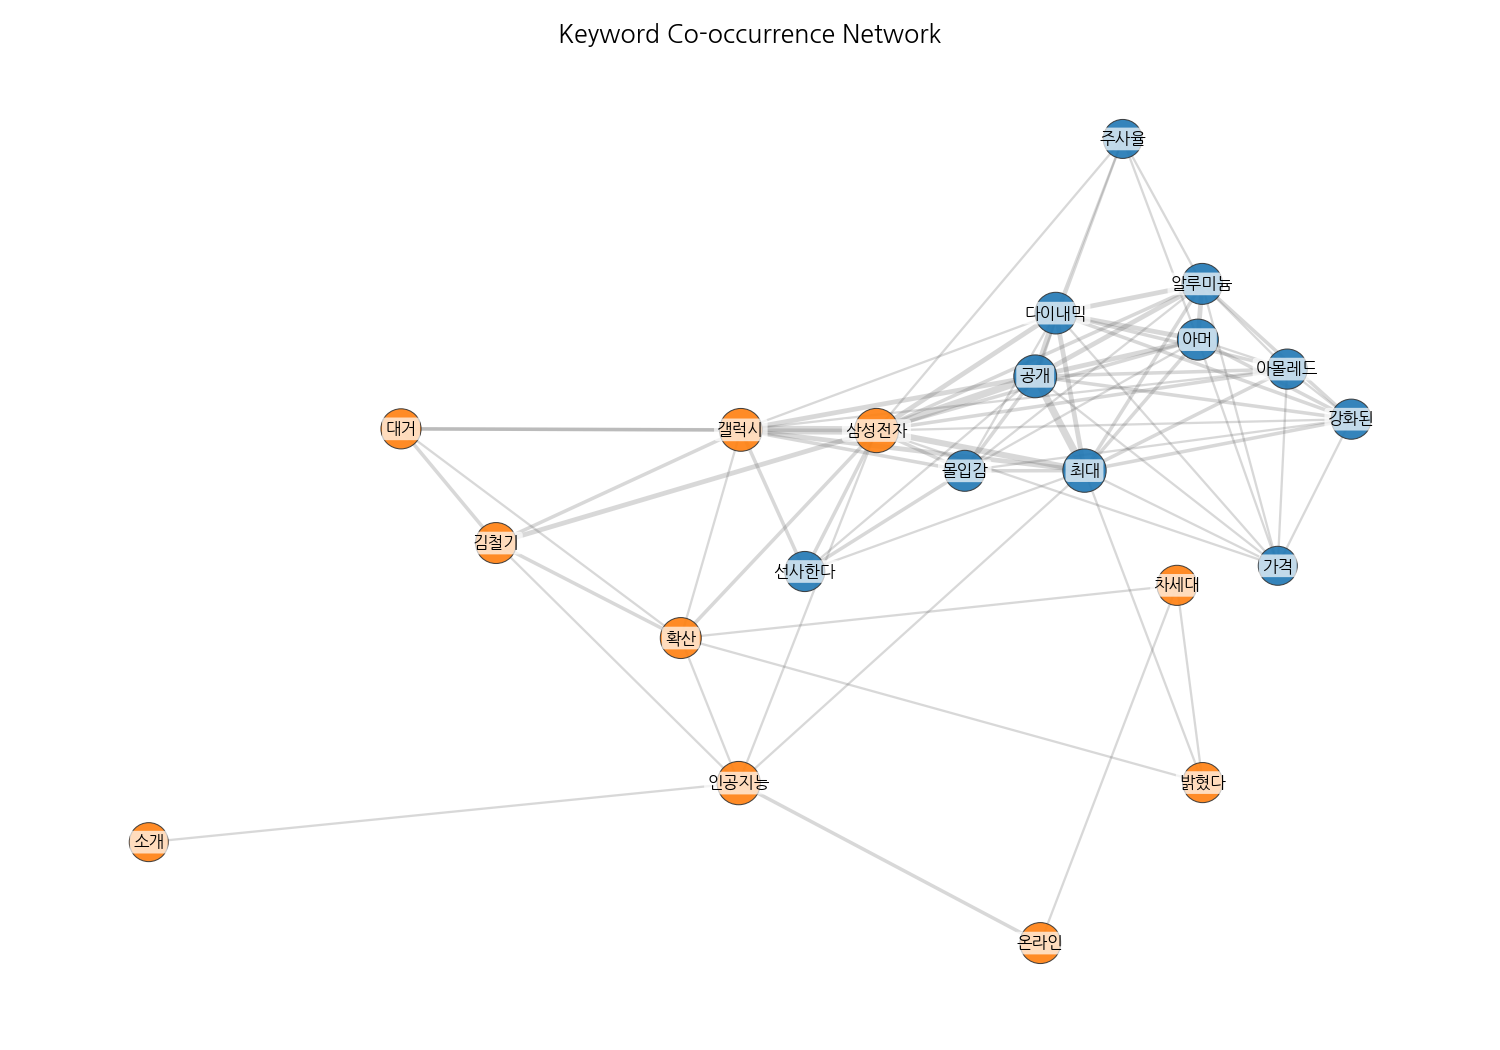 Keyword Co-occurrence Network
주사율
알루미늄
다이내믹
아머
아몰레드
공개
강화된
대거
갤럭시
삼성전자
몰입감
최대
김철기
선사한다
가격
차세대
확산
인공지능
밝혔다
소개
온라인